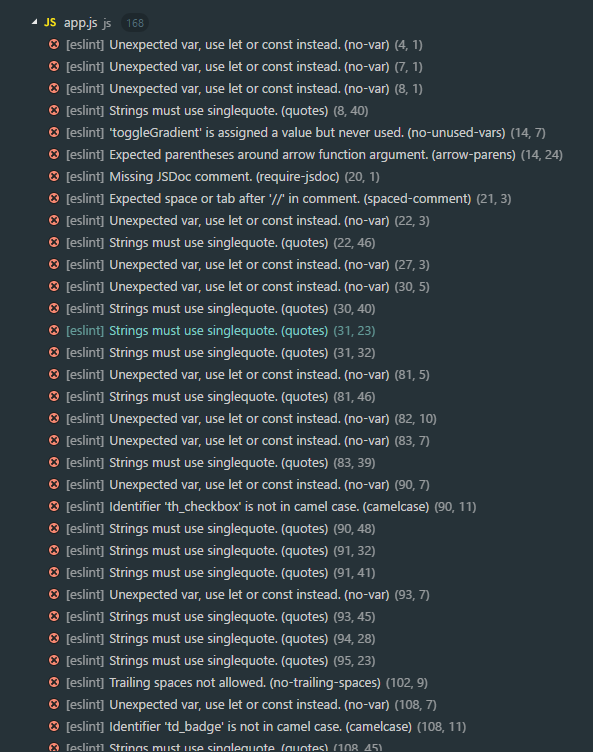 JS app.js js 168
[eslint] Unexpected var, use let or const instead. (no-var) (4, 1)
[eslint] Unexpected var, use let or const instead. (no-var) (7, 1)
[eslint] Unexpected var, use let or const instead. (no-var) (8, 1)
[eslint] Strings must use singlequote. (quotes) (8, 40)
[eslint] 'toggleGradient' is assigned a value but never used. (no-unused-vars) (14, 7)
[eslint] Expected parentheses around arrow function argument. (arrow-parens) (14, 24)
[eslint] Missing JSDoc comment. (require-jsdoc) (20, 1)
[eslint] Expected space or tab after '//' in comment. (spaced-comment) (21, 3)
[eslint] Unexpected var, use let or const instead. (no-var) (22, 3)
[eslint] Strings must use singlequote. (quotes) (22, 46)
[eslint] Unexpected var, use let or const instead. (no-var) (27, 3)
[eslint] Unexpected var, use let or const instead. (no-var) (30, 5)
[eslint] Strings must use singlequote. (quotes) (30, 40)
[eslint] Strings must use singlequote. (quotes) (31, 23)
[eslint] Strings must use singlequote. (quotes) (31, 32)
[eslint] Unexpected var, use let or const instead. (no-var) (81, 5)
[eslint] Strings must use singlequote. (quotes) (81, 46)
[eslint] Unexpected var, use let or const instead. (no-var) (82, 10)
[eslint] Unexpected var, use let or const instead. (no-var) (83, 7)
[eslint] Strings must use singlequote. (quotes) (83, 39)
[eslint] Unexpected var, use let or const instead. (no-var) (90, 7)
[eslint] Identifier 'th_checkbox' is not in camel case. (camelcase) (90, 11)
[eslint] Strings must use singlequote. (quotes) (90, 48)
[eslint] Strings must use singlequote. (quotes) (91, 32)
[eslint] Strings must use singlequote. (quotes) (91, 41)
[eslint] Unexpected var, use let or const instead. (no-var) (93, 7)
[eslint] Strings must use singlequote. (quotes) (93, 45)
[eslint] Strings must use singlequote. (quotes) (94, 28)
[eslint] Strings must use singlequote. (quotes) (95, 23)
[eslint] Trailing spaces not allowed. (no-trailing-spaces) (102, 9)
[eslint] Unexpected var, use let or const instead. (no-var) (108, 7)
[eslint] Identifier 'td_badge' is not in camel case. (camelcase) (108, 11)
[eslint] Strings must use singlequote. (quotes) (108, 45)